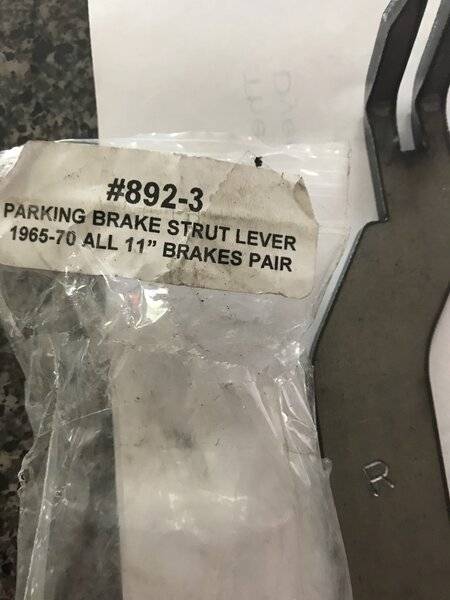 #892-3
PARKING BRAKE STRUT LEVER
1965-70 ALL 11” BRAKES PAIR
R